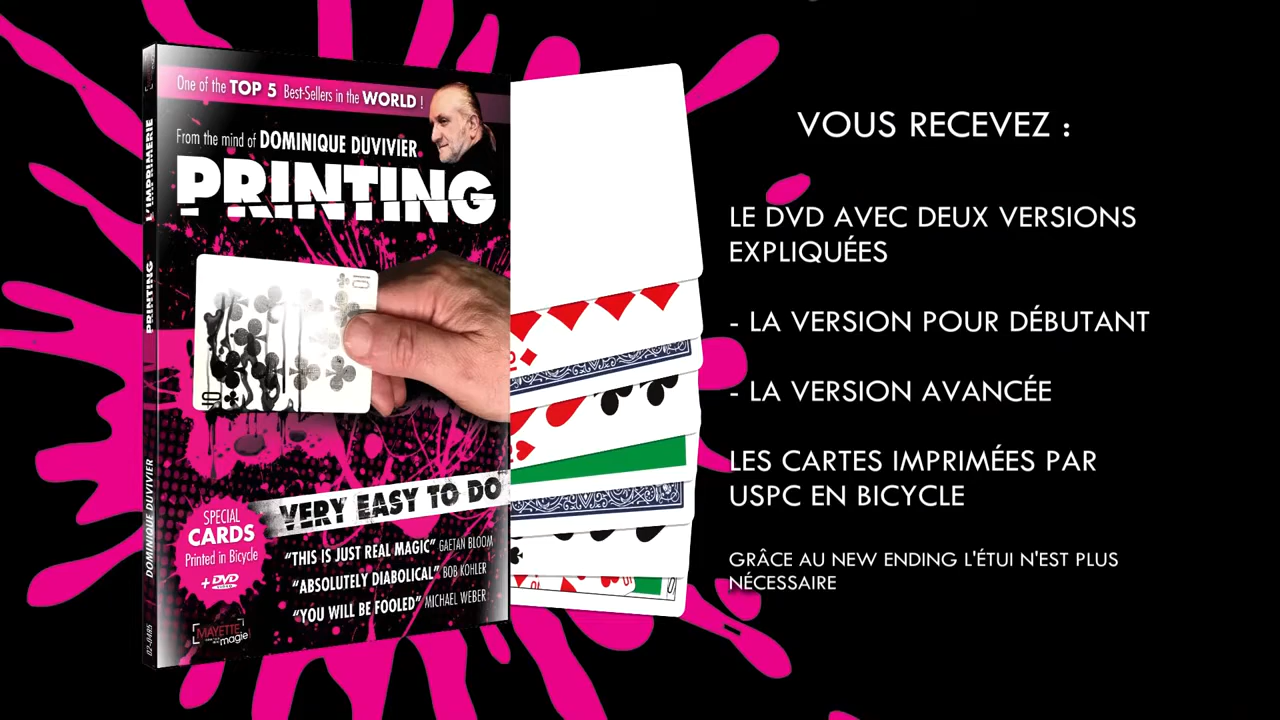 One of the TOP 5 Best-Sellers in the WORLD !
From the mind of DOMINIQUE DUVIVIER
PRINTING
10
10
VERY EASY TO DO
SPECIAL
CARDS
Printed in Bicycle
+ DVD
VIDEO
"THIS IS JUST REAL MAGIC" GAETAN BLOOM
"ABSOLUTELY DIABOLICAL" BOB KOHLER
"YOU WILL BE FOOLED" MICHAEL WEBER
MAYETTE
magie
L'IMPRIMERIE
PRINTING
DOMINIQUE DUVIVIER
VOUS RECEVEZ :
LE DVD AVEC DEUX VERSIONS
EXPLIQUÉES
- LA VERSION POUR DÉBUTANT
- LA VERSION AVANCÉE
LES CARTES IMPRIMÉES PAR
USPC EN BICYCLE
GRÂCE AU NEW ENDING L'ÉTUI N'EST PLUS
NÉCESSAIRE